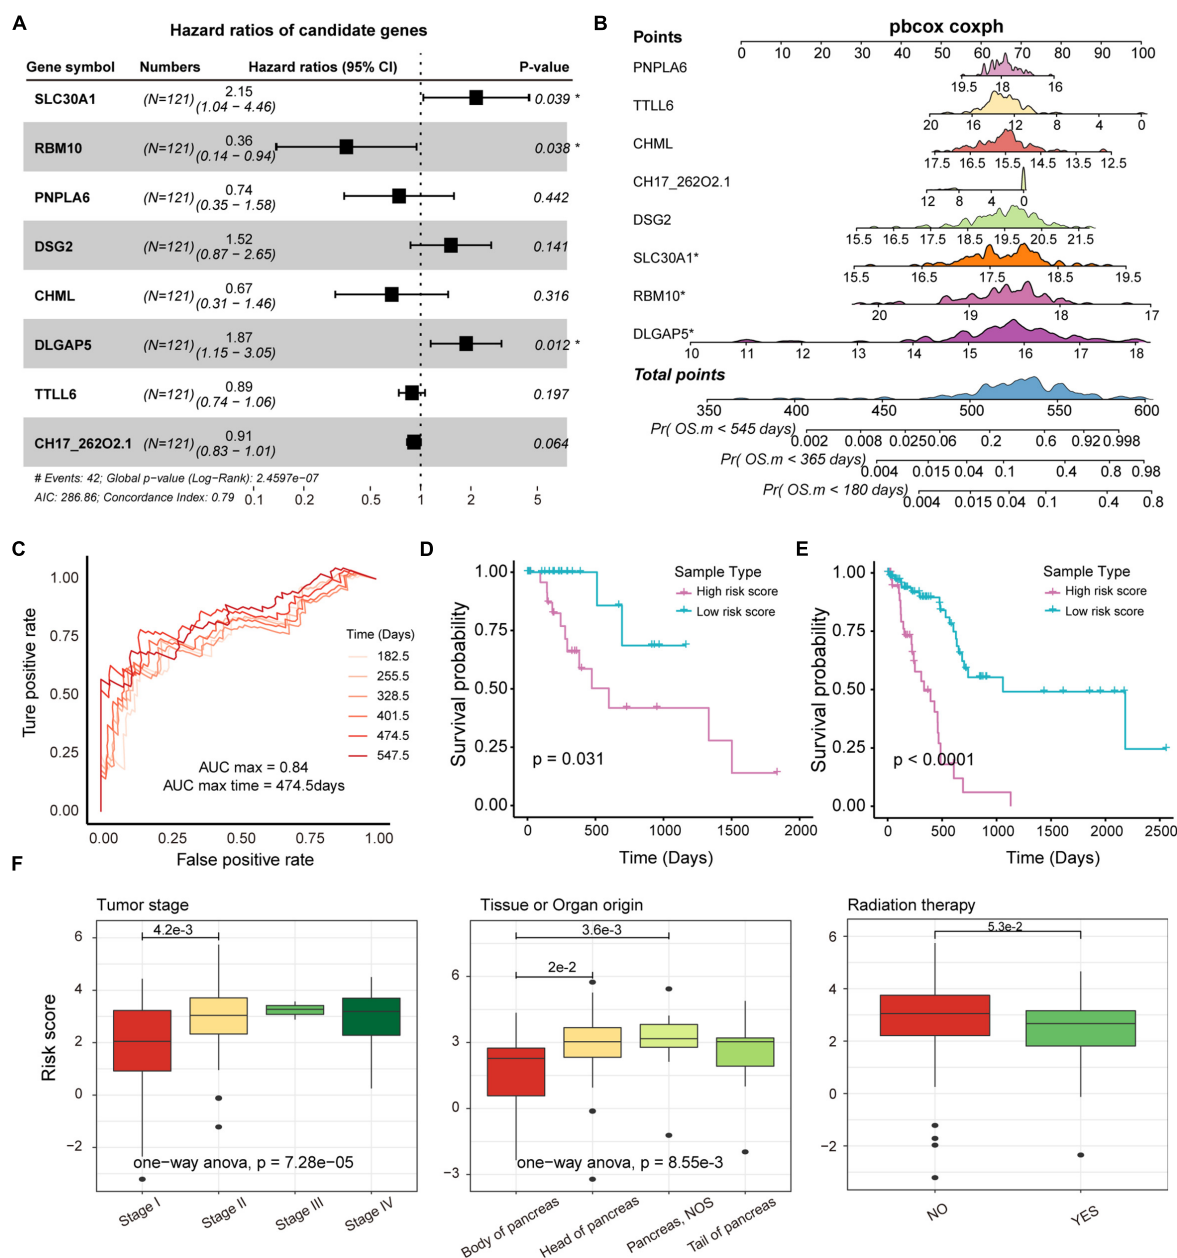 A
Hazard ratios of candidate genes
Gene symbol Numbers Hazard ratios (95% CI) P-value
SLC30A1 (N=121) 2.15 (1.04 − 4.46) 0.039 *
RBM10 (N=121) 0.36 (0.14 − 0.94) 0.038 *
PNPLA6 (N=121) 0.74 (0.35 − 1.58) 0.442
DSG2 (N=121) 1.52 (0.87 − 2.65) 0.141
CHML (N=121) 0.67 (0.31 − 1.46) 0.316
DLGAP5 (N=121) 1.87 (1.15 − 3.05) 0.012 *
TTLL6 (N=121) 0.89 (0.74 − 1.06) 0.197
CH17_262O2.1 (N=121) 0.91 (0.83 − 1.01) 0.064
# Events: 42; Global p−value (Log−Rank): 2.4597e−07
AIC: 286.86; Concordance Index: 0.79
0.1 0.2 0.5 1 2 5
B
pbcox coxph
Points
0 10 20 30 40 50 60 70 80 90 100
PNPLA6
19.5 18 16
TTLL6
20 16 12 8 4 0
CHML
17.5 16.5 15.5 14.5 13.5 12.5
CH17_262O2.1
12 8 4 0
DSG2
15.5 16.5 17.5 18.5 19.5 20.5 21.5
SLC30A1*
15.5 16.5 17.5 18.5 19.5
RBM10*
20 19 18 17
DLGAP5*
10 11 12 13 14 15 16 17 18
Total points
350 400 450 500 550 600
Pr( OS.m < 545 days)
0.002 0.008 0.0250.06 0.2 0.6 0.920.998
Pr( OS.m < 365 days)
0.004 0.015 0.04 0.1 0.4 0.8 0.98
Pr( OS.m < 180 days)
0.004 0.015 0.04 0.1 0.4 0.8
C
Ture positive rate
1.00
0.75
0.50
0.25
0.00
0.00 0.25 0.50 0.75 1.00
False positive rate
Time (Days)
182.5
255.5
328.5
401.5
474.5
547.5
AUC max = 0.84
AUC max time = 474.5days
D
Survival probability
1.00
0.75
0.50
0.25
0.00
Sample Type
High risk score
Low risk score
p = 0.031
0 500 1000 1500 2000
Time (Days)
E
Survival probability
1.00
0.75
0.50
0.25
0.00
Sample Type
High risk score
Low risk score
p < 0.0001
0 500 1000 1500 2000 2500
Time (Days)
F
Risk score
Tumor stage
6
4
2
0
−2
4.2e-3
one−way anova, p = 7.28e−05
Stage I Stage II Stage III Stage IV
Tissue or Organ origin
6
3
0
−3
3.6e-3
2e-2
one−way anova, p = 8.55e−3
Body of pancreas Head of pancreas Pancreas, NOS Tail of pancreas
Radiation therapy
6
4
2
0
−2
5.3e-2
NO YES